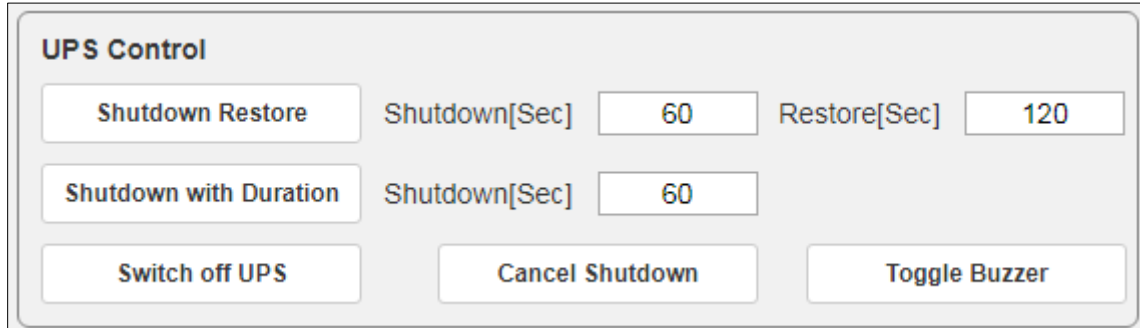 UPS Control
Shutdown Restore Shutdown[Sec] 60 Restore[Sec] 120
Shutdown with Duration Shutdown[Sec] 60
Switch off UPS Cancel Shutdown Toggle Buzzer